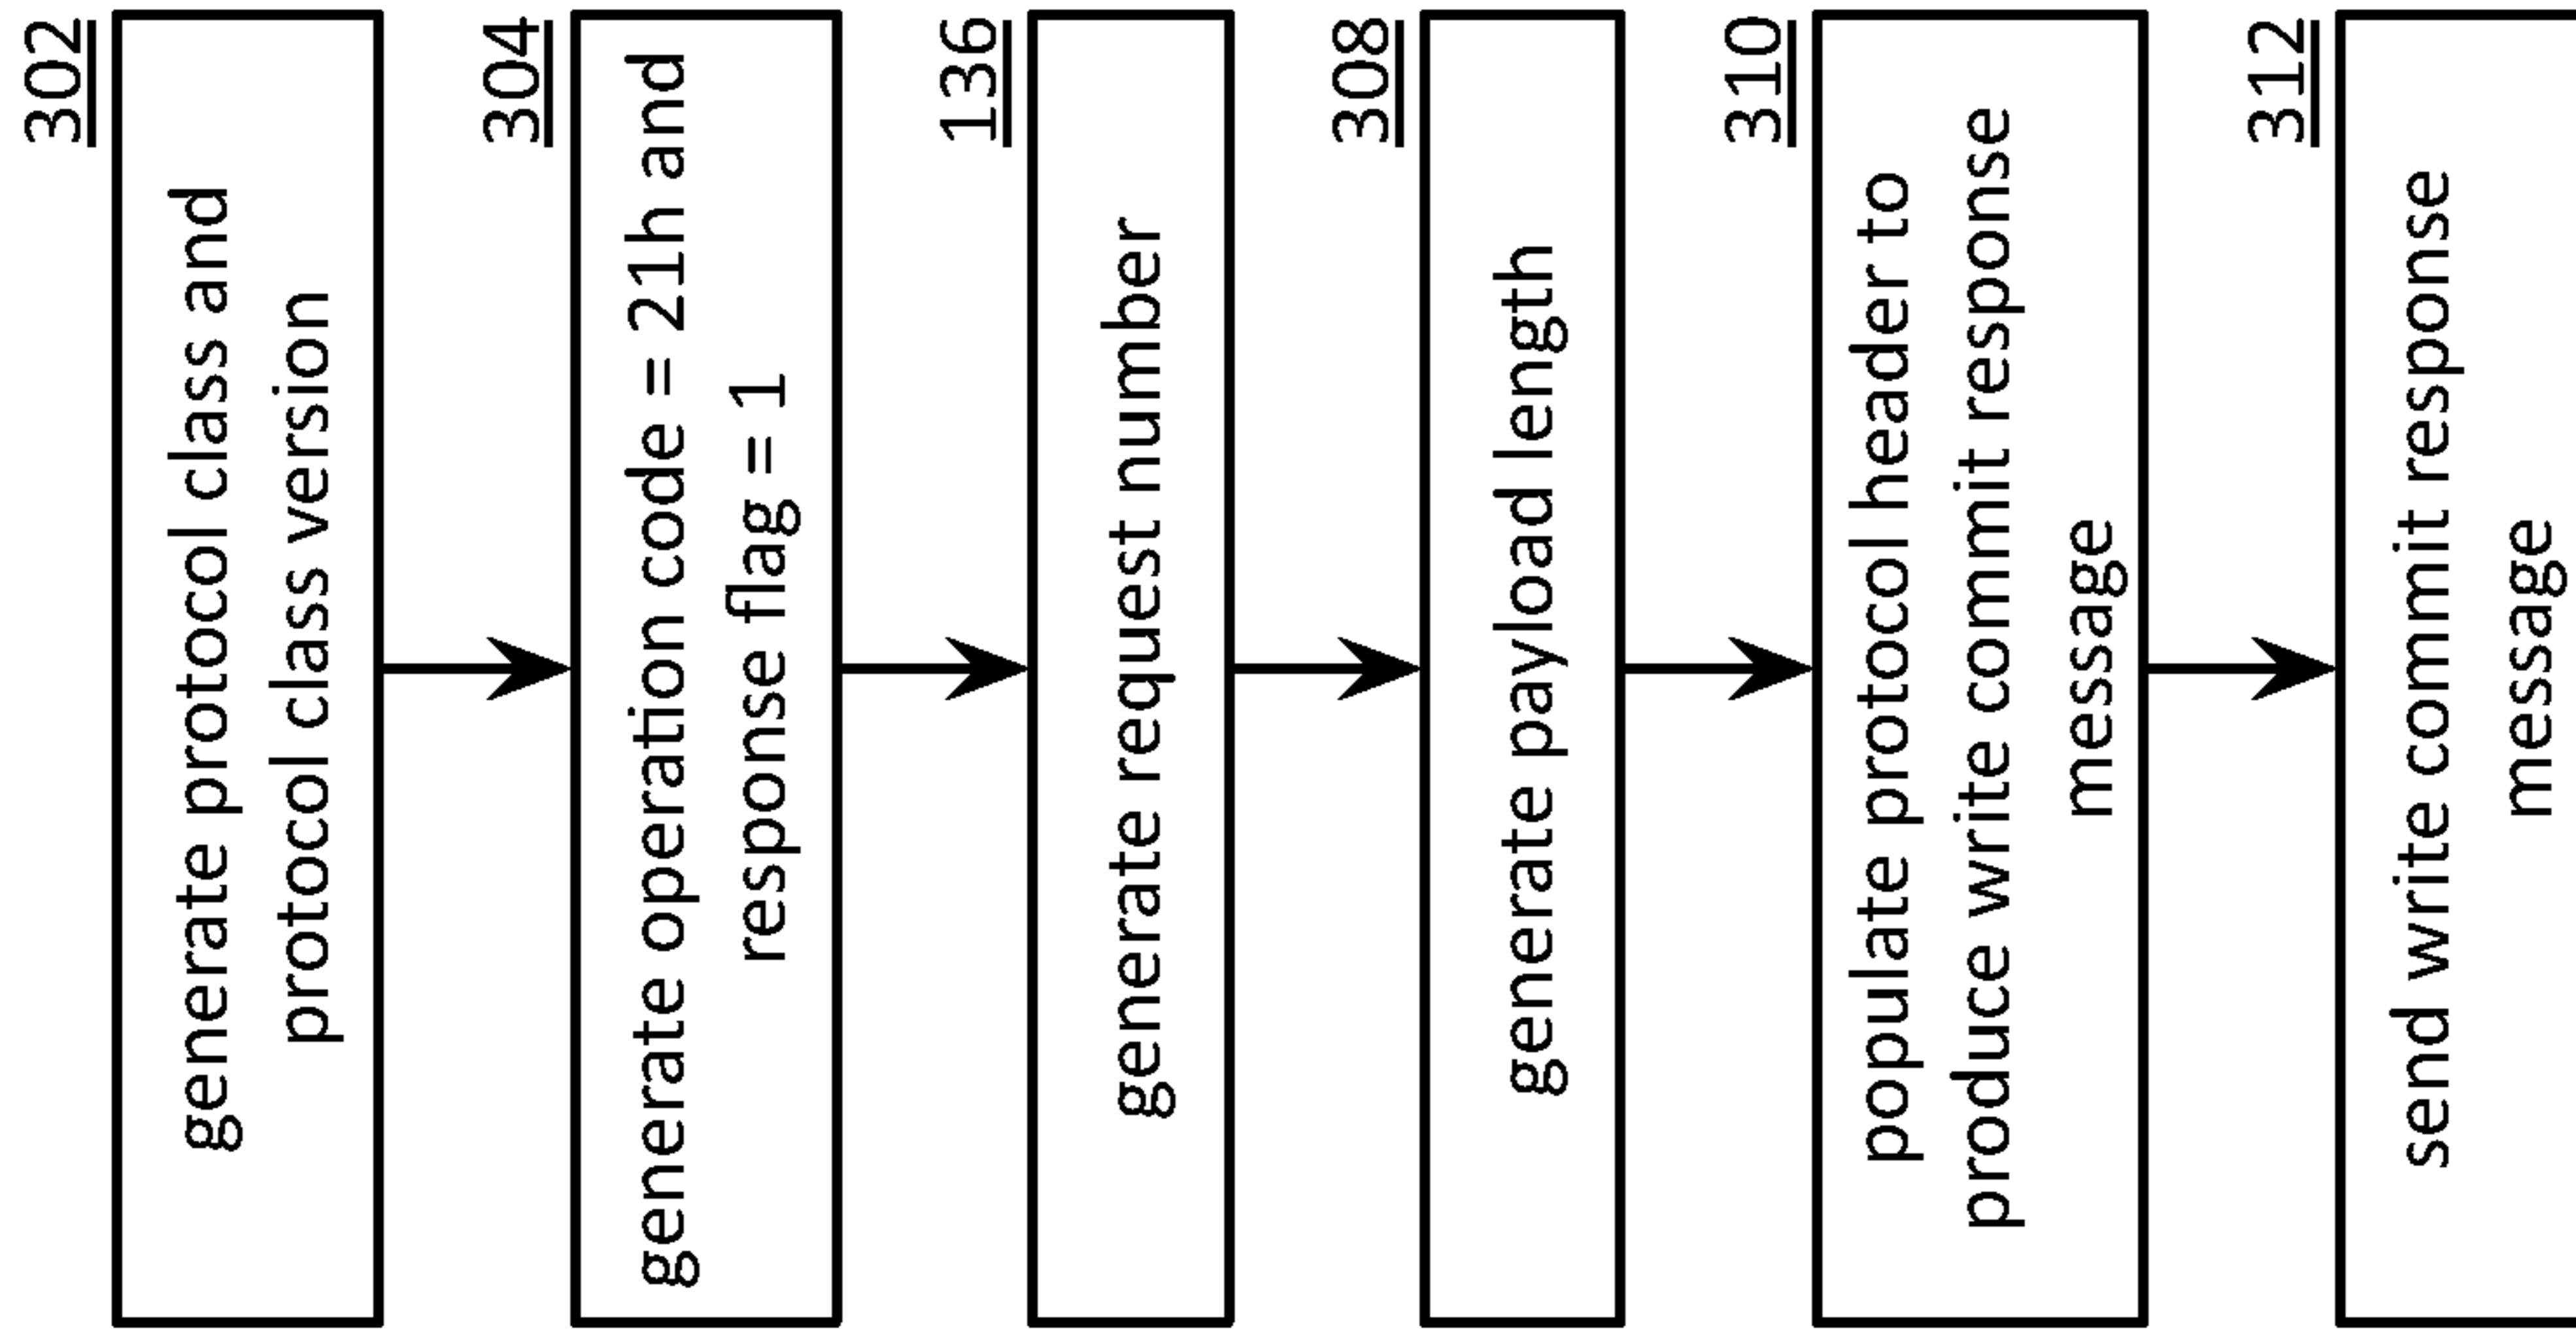 302
generate protocol class and
protocol class version
304
generate operation code = 21h and
response flag = 1
136
generate request number
308
generate payload length
310
populate protocol header to
produce write commit response
message
312
send write commit response
message